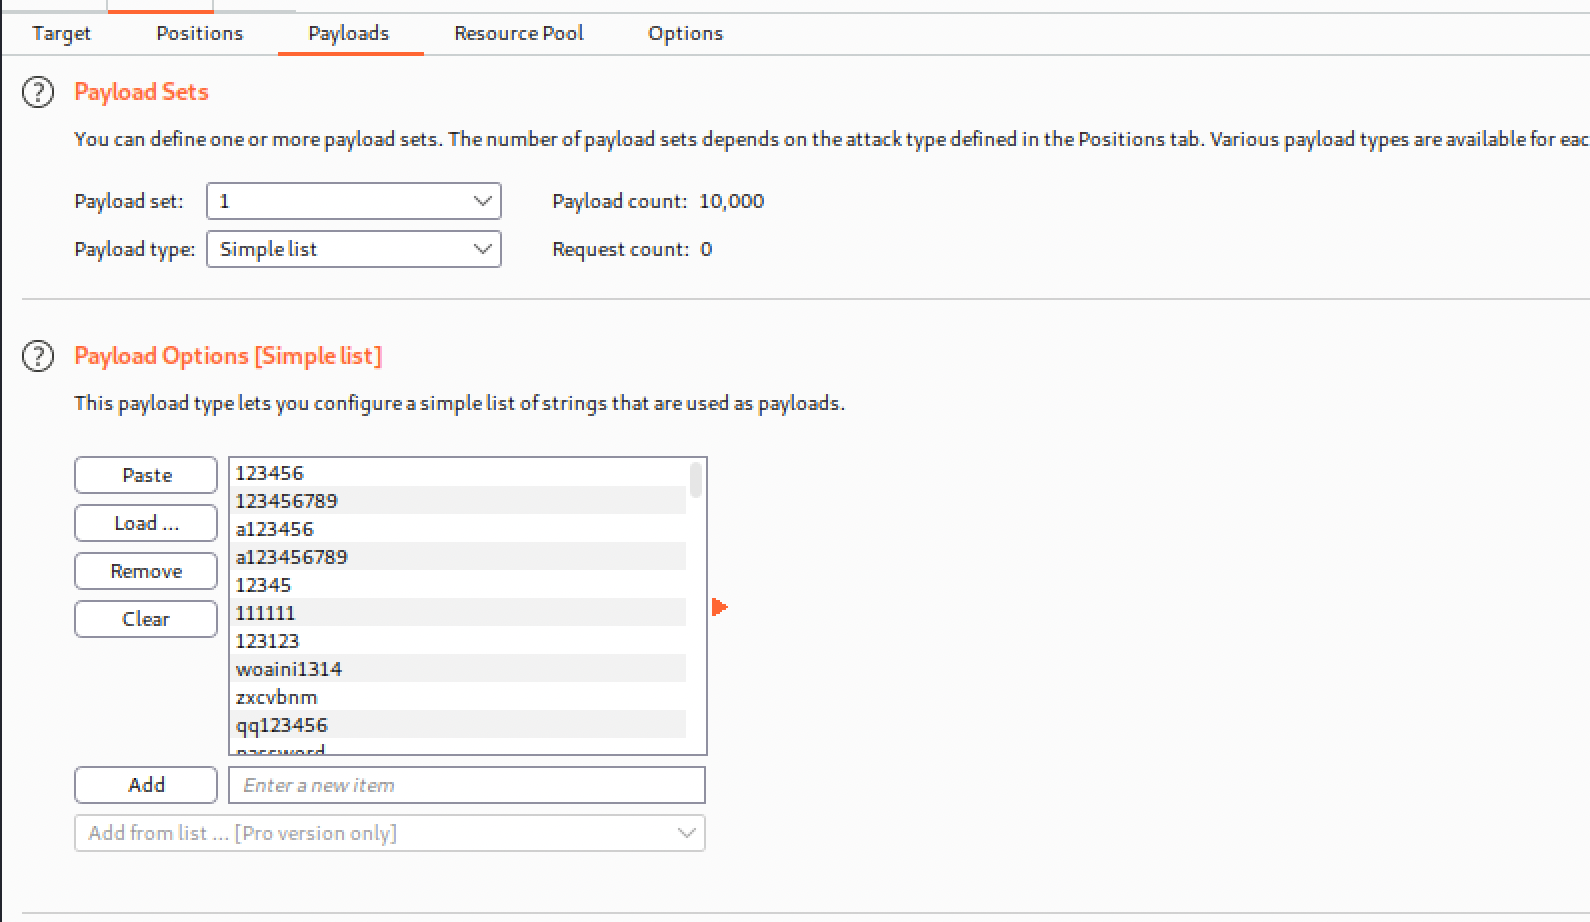 Target Positions Payloads Resource Pool Options
? Payload Sets
You can define one or more payload sets. The number of payload sets depends on the attack type defined in the Positions tab. Various payload types are available for eac
Payload set: 1 Payload count: 10,000
Payload type: Simple list Request count: 0
? Payload Options [Simple list]
This payload type lets you configure a simple list of strings that are used as payloads.
Paste
Load ...
Remove
Clear
123456
123456789
a123456
a123456789
12345
111111
123123
woaini1314
zxcvbnm
qq123456
password
Add Enter a new item
Add from list ... [Pro version only]